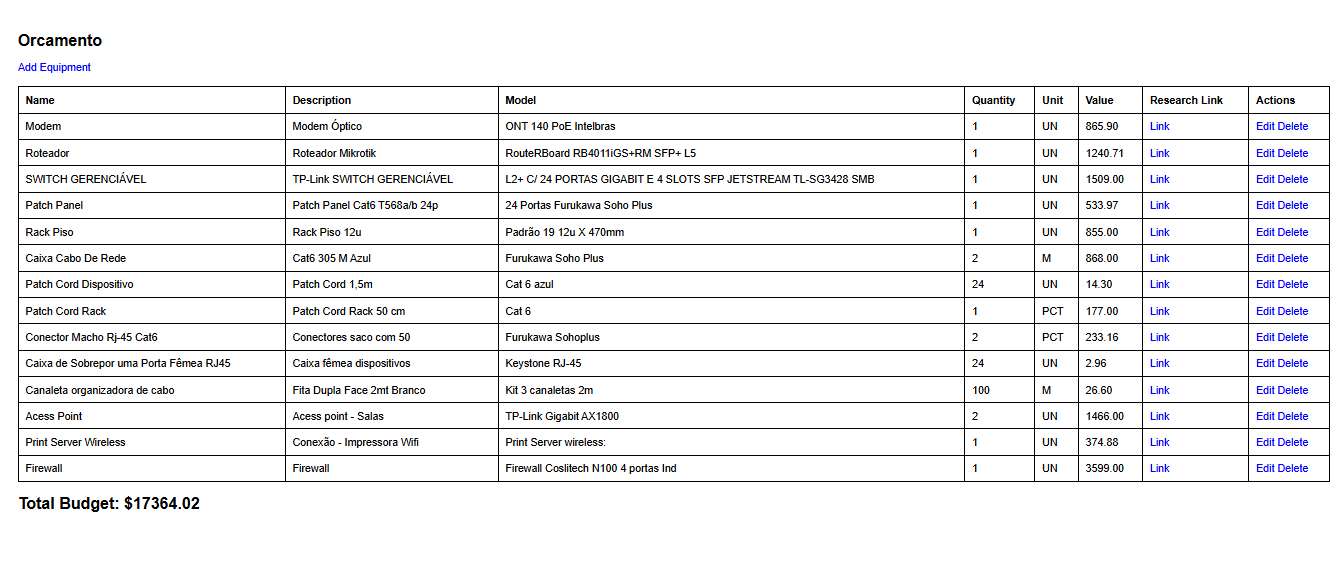 Orcamento
Add Equipment
Name Description Model Quantity Unit Value Research Link Actions
Modem Modem Óptico ONT 140 PoE Intelbras 1 UN 865.90 Link Edit Delete
Roteador Roteador Mikrotik RouteRBoard RB4011iGS+RM SFP+ L5 1 UN 1240.71 Link Edit Delete
SWITCH GERENCIÁVEL TP-Link SWITCH GERENCIÁVEL L2+ C/ 24 PORTAS GIGABIT E 4 SLOTS SFP JETSTREAM TL-SG3428 SMB 1 UN 1509.00 Link Edit Delete
Patch Panel Patch Panel Cat6 T568a/b 24p 24 Portas Furukawa Soho Plus 1 UN 533.97 Link Edit Delete
Rack Piso Rack Piso 12u Padrão 19 12u X 470mm 1 UN 855.00 Link Edit Delete
Caixa Cabo De Rede Cat6 305 M Azul Furukawa Soho Plus 2 M 868.00 Link Edit Delete
Patch Cord Dispositivo Patch Cord 1,5m Cat 6 azul 24 UN 14.30 Link Edit Delete
Patch Cord Rack Patch Cord Rack 50 cm Cat 6 1 PCT 177.00 Link Edit Delete
Conector Macho Rj-45 Cat6 Conectores saco com 50 Furukawa Sohoplus 2 PCT 233.16 Link Edit Delete
Caixa de Sobrepor uma Porta Fêmea RJ45 Caixa fêmea dispositivos Keystone RJ-45 24 UN 2.96 Link Edit Delete
Canaleta organizadora de cabo Fita Dupla Face 2mt Branco Kit 3 canaletas 2m 100 M 26.60 Link Edit Delete
Acess Point Acess point - Salas TP-Link Gigabit AX1800 2 UN 1466.00 Link Edit Delete
Print Server Wireless Conexão - Impressora Wifi Print Server wireless: 1 UN 374.88 Link Edit Delete
Firewall Firewall Firewall Coslitech N100 4 portas Ind 1 UN 3599.00 Link Edit Delete
Total Budget: $17364.02